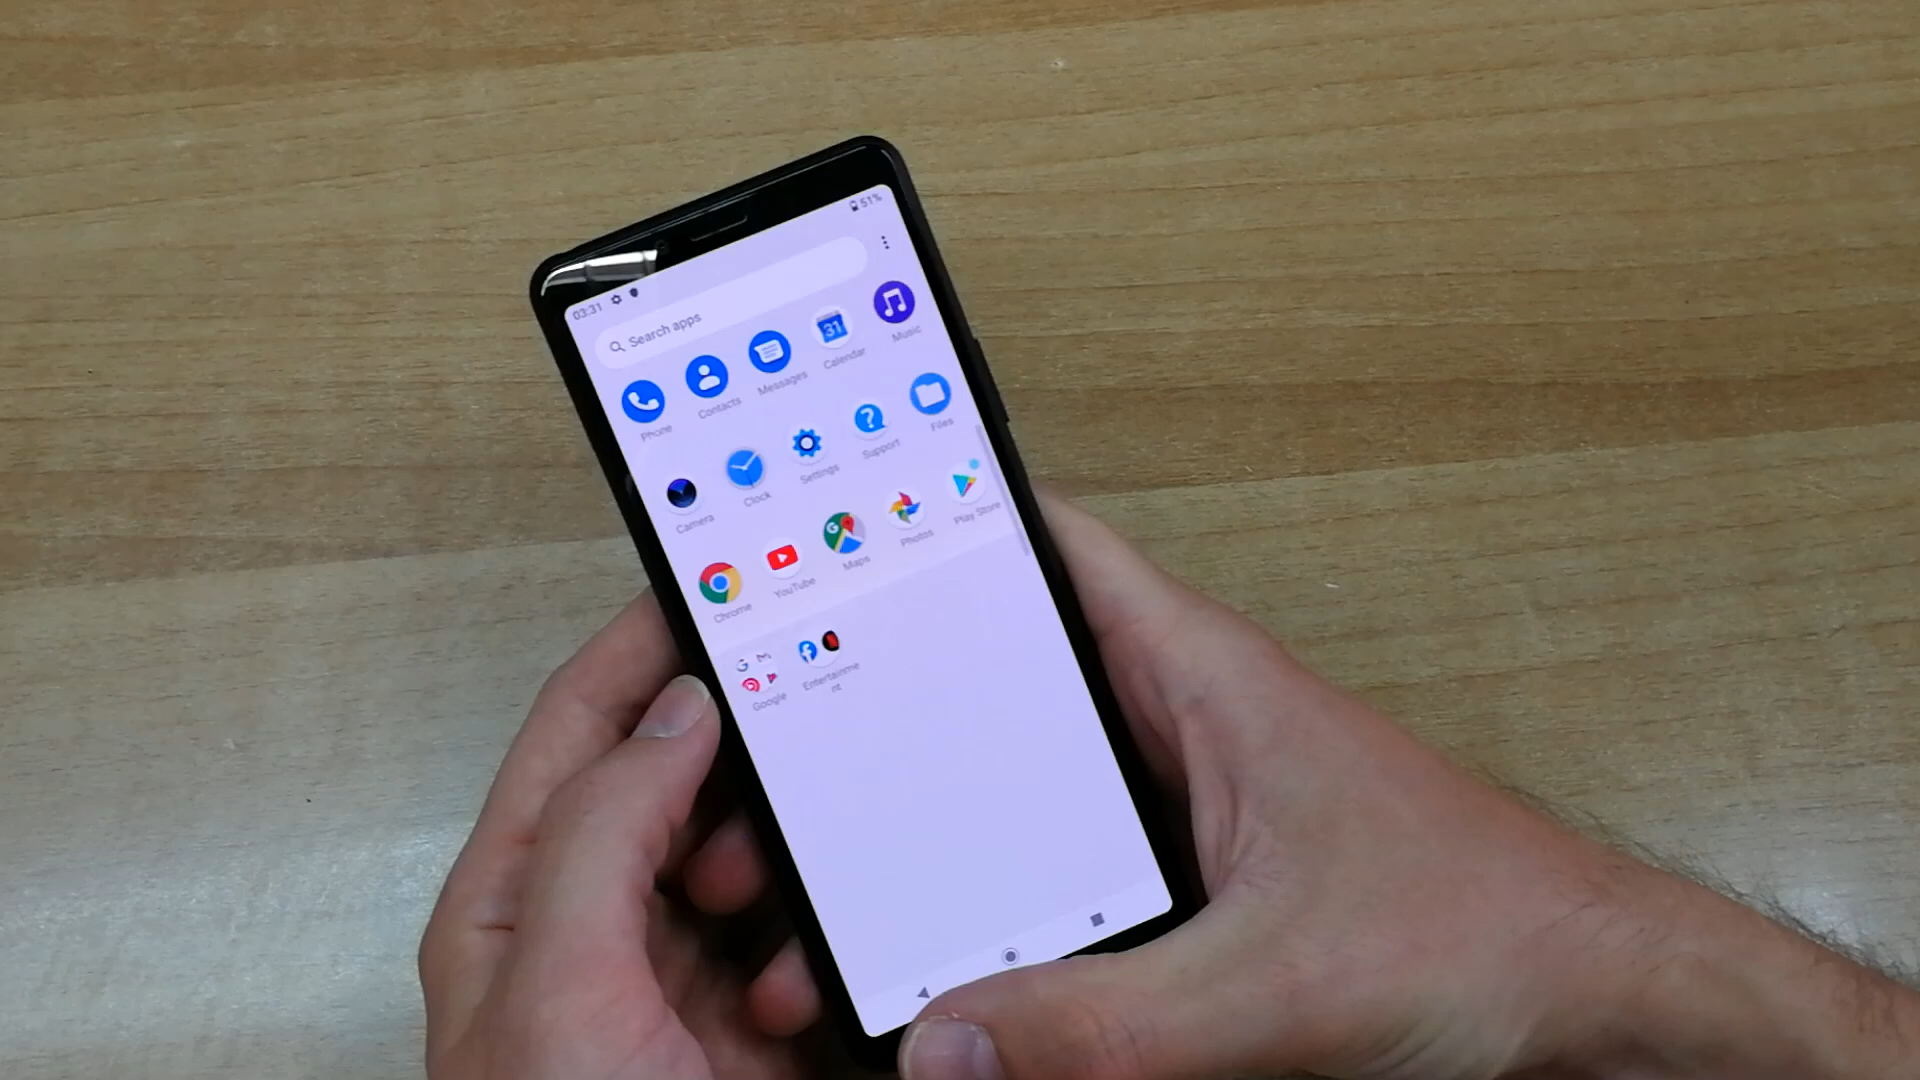 03:31
51%
Search apps
Phone
Contacts
Messages
31
Calendar
Music
Camera
Clock
Settings
?
Support
Files
Chrome
YouTube
G
Maps
Photos
Play Store
G
Google
f
Entertainme
nt